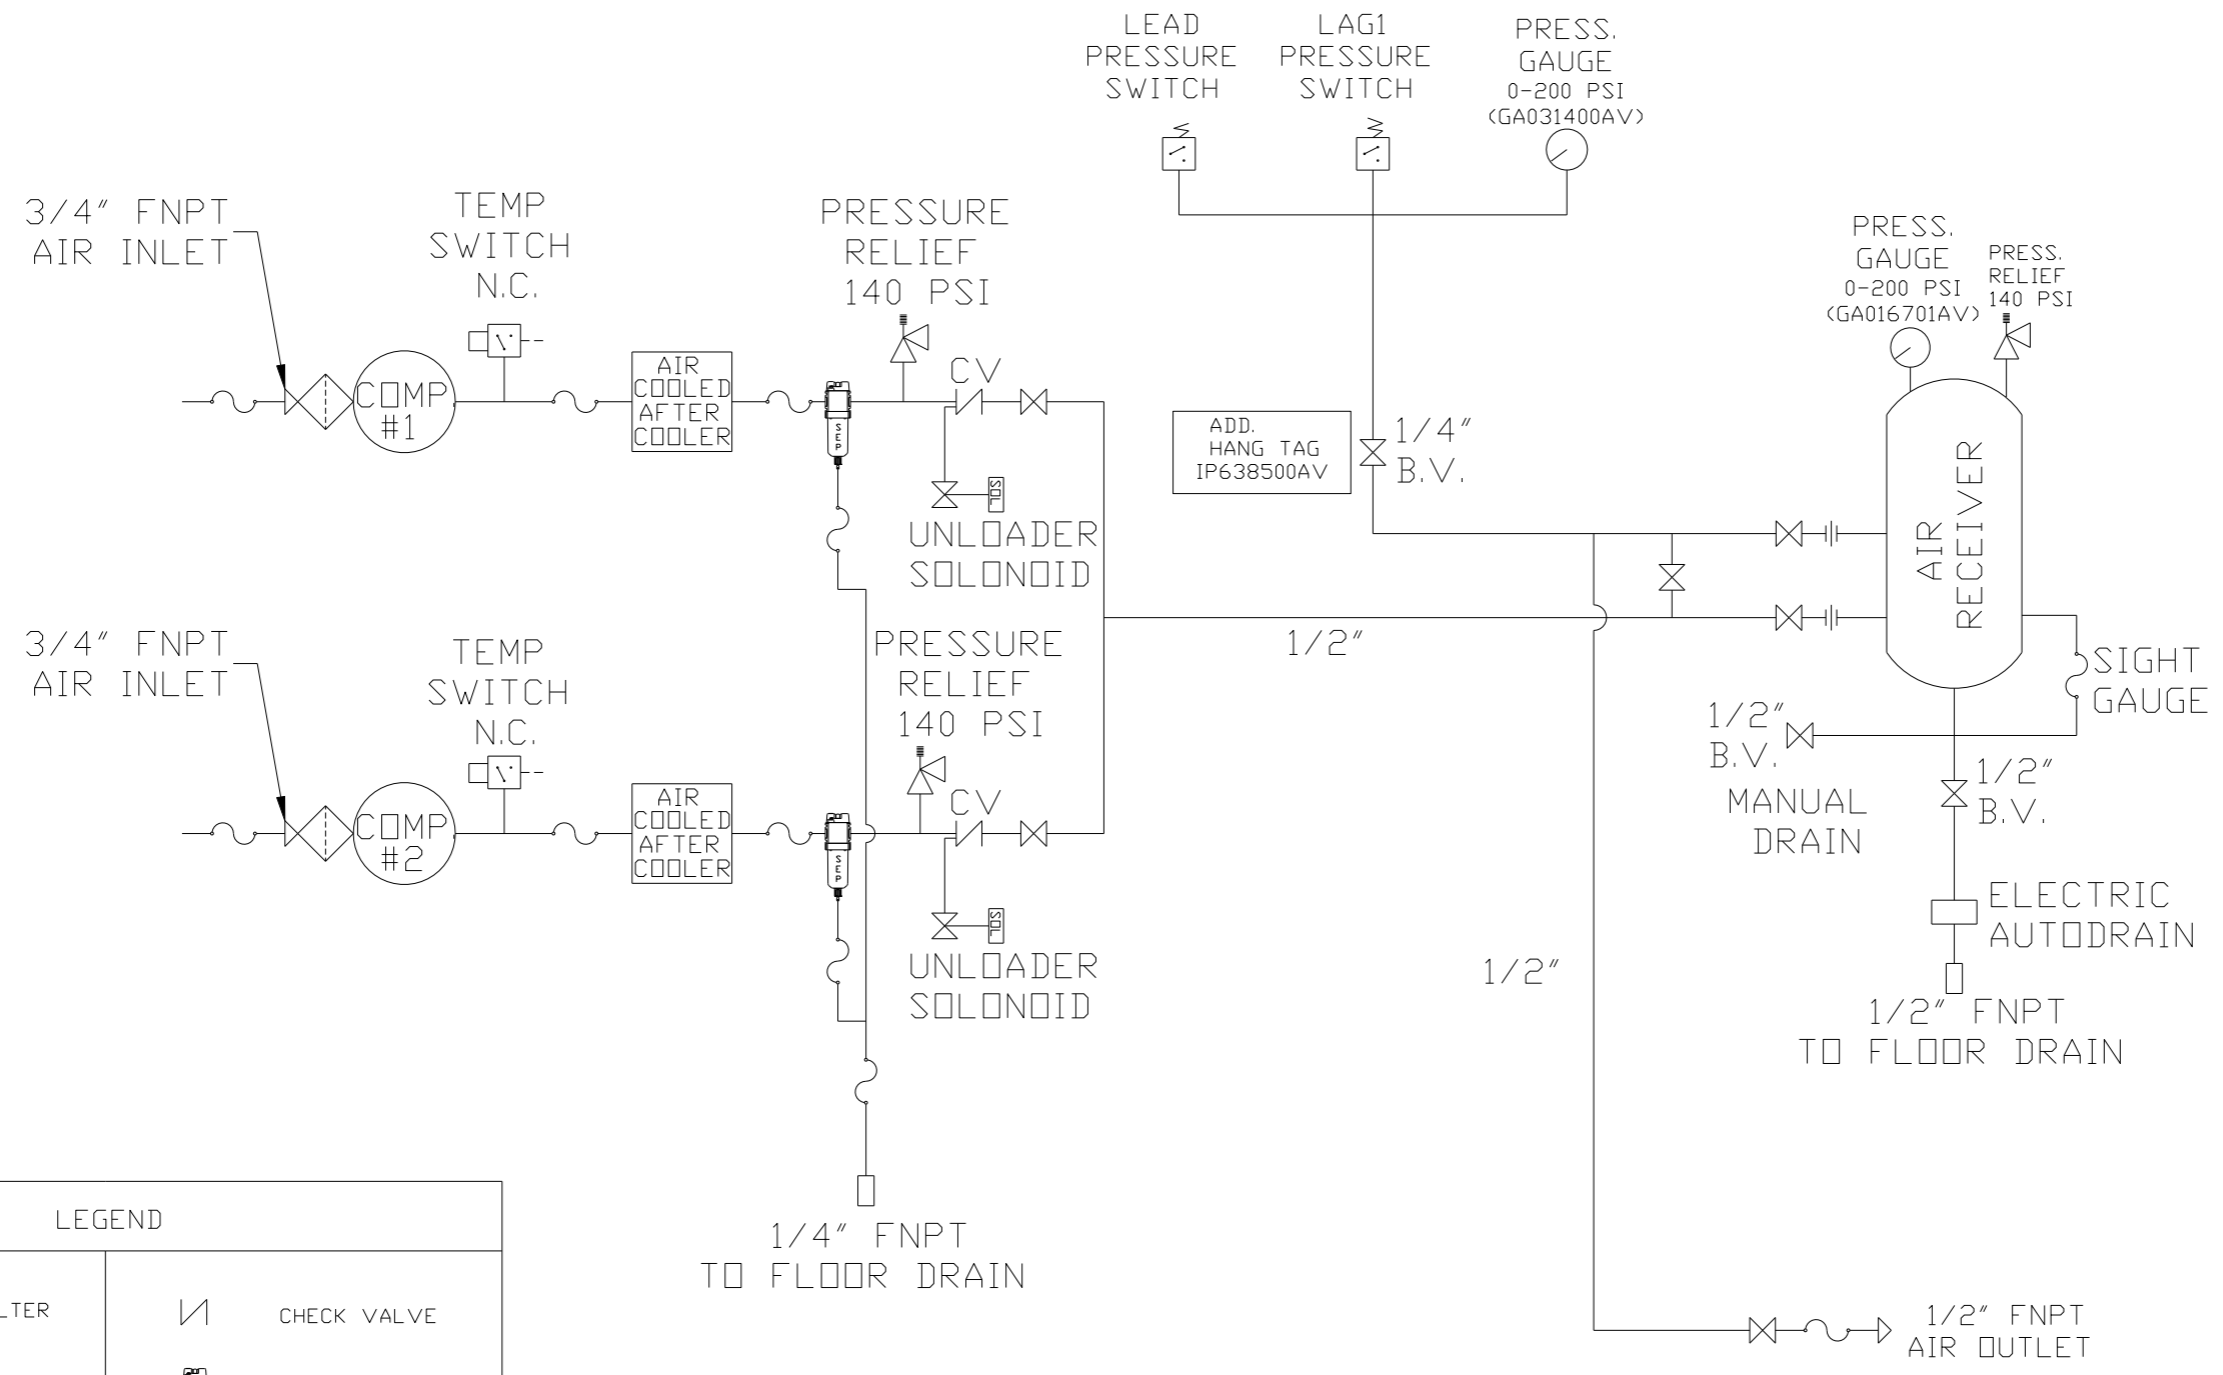 LEAD
PRESSURE
SWITCH
LAG1
PRESSURE
SWITCH
PRESS.
GAUGE
0-200 PSI
(GA031400AV)
3/4" FNPT
AIR INLET
TEMP
SWITCH
N.C.
PRESSURE
RELIEF
140 PSI
PRESS.
GAUGE
0-200 PSI
(GA016701AV)
PRESS.
RELIEF
140 PSI
COMP
#1
AIR
COOLED
AFTER
COOLER
SEP
CV
SOL
UNLOADER
SOLONOID
ADD.
HANG TAG
IP638500AV
1/4"
B.V.
AIR
RECEIVER
3/4" FNPT
AIR INLET
TEMP
SWITCH
N.C.
PRESSURE
RELIEF
140 PSI
1/2"
SIGHT
GAUGE
1/2"
B.V.
MANUAL
DRAIN
1/2"
B.V.
COMP
#2
AIR
COOLED
AFTER
COOLER
SEP
CV
SOL
UNLOADER
SOLONOID
1/2"
ELECTRIC
AUTODRAIN
1/2" FNPT
TO FLOOR DRAIN
1/4" FNPT
TO FLOOR DRAIN
LEGEND
LTER
CHECK VALVE
1/2" FNPT
AIR OUTLET